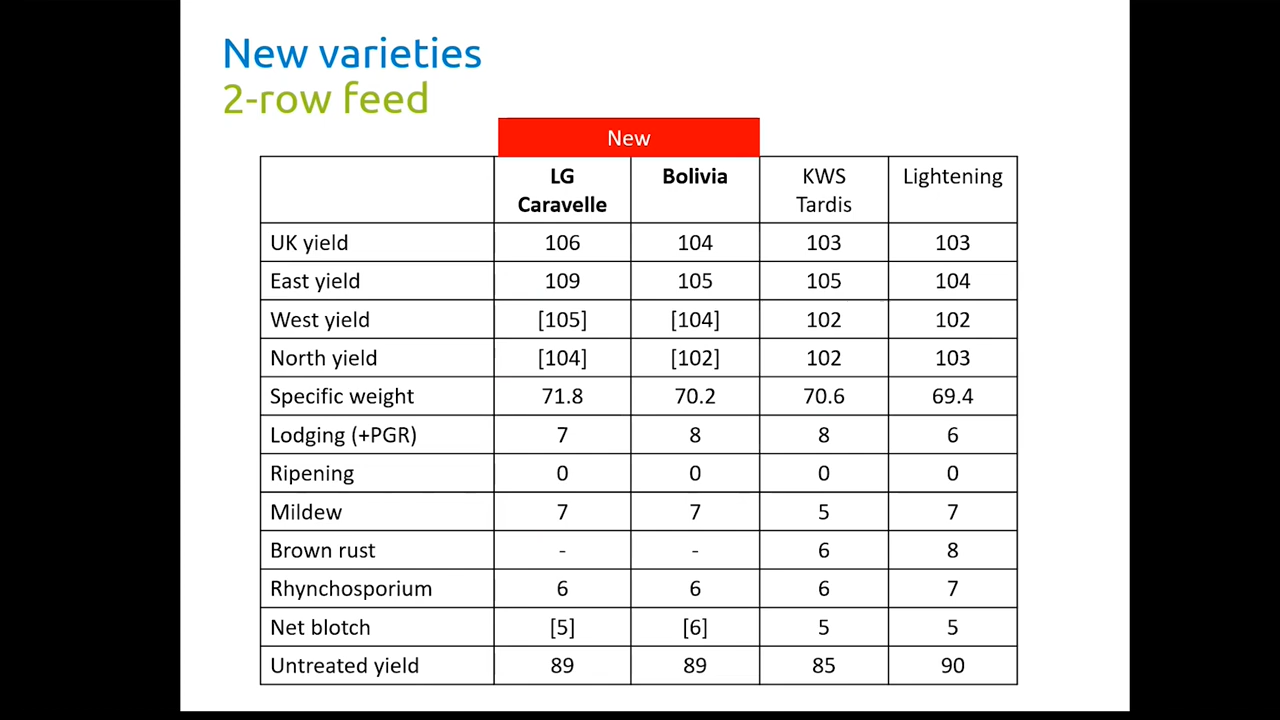 New varieties
2-row feed
New
LG Caravelle Bolivia KWS Tardis Lightening
UK yield 106 104 103 103
East yield 109 105 105 104
West yield [105] [104] 102 102
North yield [104] [102] 102 103
Specific weight 71.8 70.2 70.6 69.4
Lodging (+PGR) 7 8 8 6
Ripening 0 0 0 0
Mildew 7 7 5 7
Brown rust - - 6 8
Rhynchosporium 6 6 6 7
Net blotch [5] [6] 5 5
Untreated yield 89 89 85 90